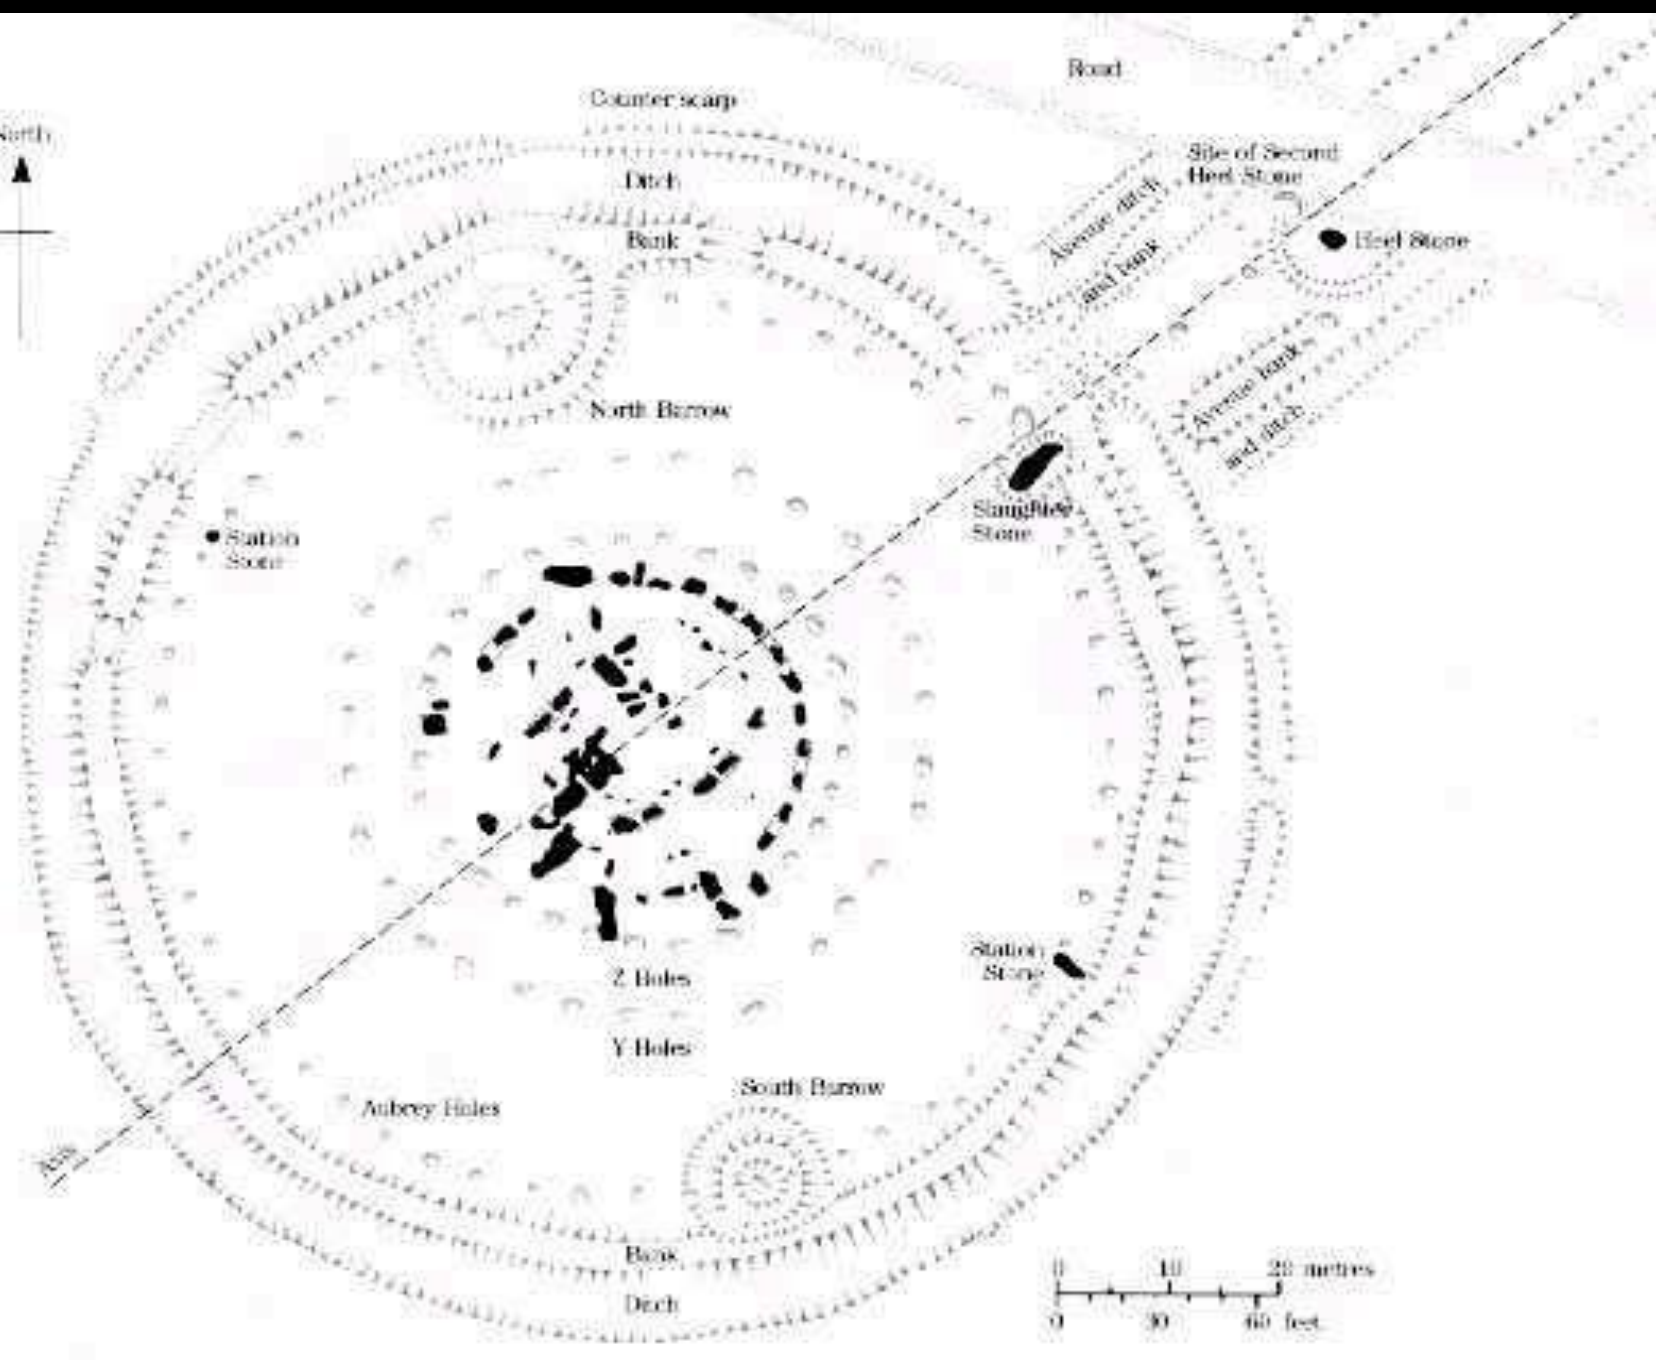 North
Road
Counter scarp
Ditch
Bank
Site of Second
Heel Stone
Avenue ditch
and bank
Heel Stone
Avenue bank
and ditch
North Barrow
Slaughter
Stone
Station
Stone
Station
Stone
Z Holes
Y Holes
South Barrow
Aubrey Holes
Axis
Bank
Ditch
0 10 20 metres
0 30 60 feet